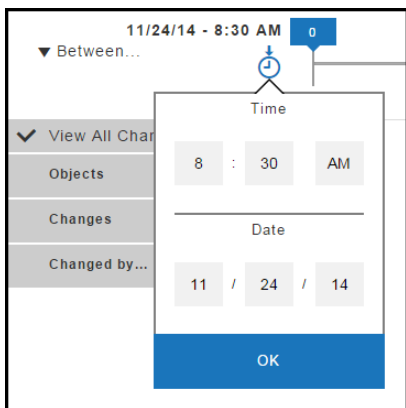 11/24/14 - 8:30 AM
0
▼ Between...
Time
View All Char
8 : 30 AM
Objects
Changes
Date
Changed by...
11 / 24 / 14
OK